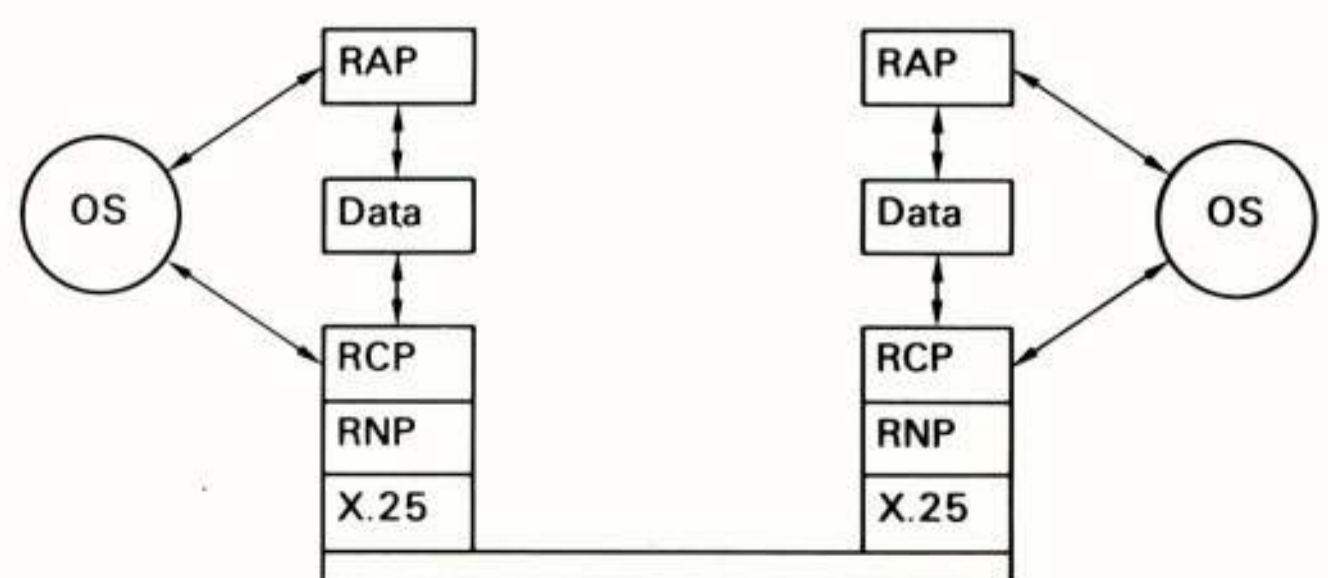 RAP
RAP
OS
Data
Data
OS
RCP
RCP
RNP
RNP
X.25
X.25